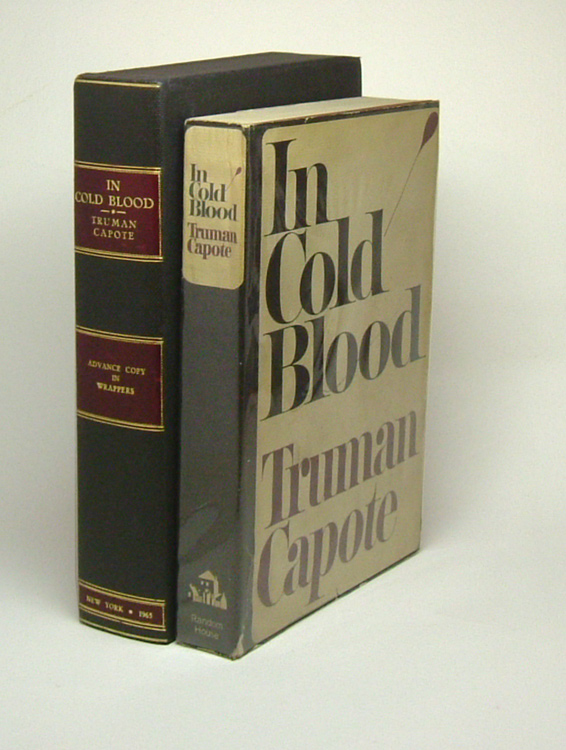 IN
COLD BLOOD
TRUMAN
CAPOTE
ADVANCE COPY
IN
WRAPPERS
NEW YORK • 1965
In
Cold
Blood
Truman
Capote
Random
House
In
Cold
Blood
Truman
Capote